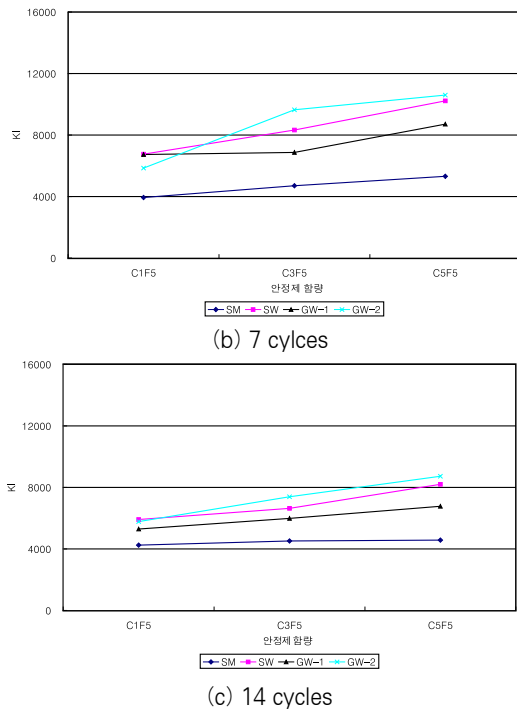 16000
12000
8000
4000
0
KI
C1F5 C3F5 C5F5
안정제 함량
SM SW GW-1 GW-2
(b) 7 cylces
16000
12000
8000
4000
0
KI
C1F5 C3F5 C5F5
안정제 함량
SM SW GW-1 GW-2
(c) 14 cycles